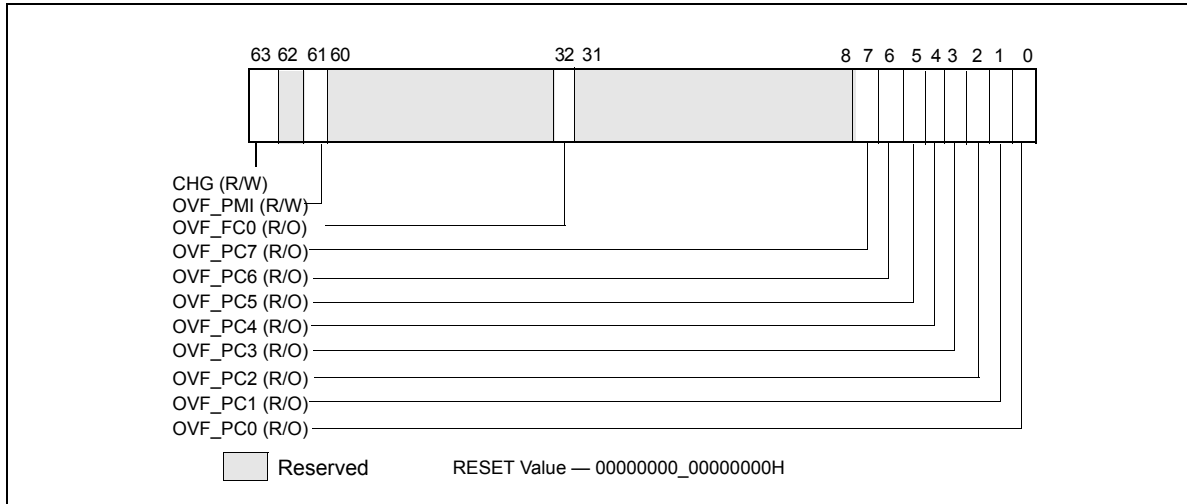 63 62 61 60 32 31 8 7 6 5 4 3 2 1 0
CHG (R/W)
OVF_PMI (R/W)
OVF_FC0 (R/O)
OVF_PC7 (R/O)
OVF_PC6 (R/O)
OVF_PC5 (R/O)
OVF_PC4 (R/O)
OVF_PC3 (R/O)
OVF_PC2 (R/O)
OVF_PC1 (R/O)
OVF_PC0 (R/O)
Reserved RESET Value — 00000000_00000000H